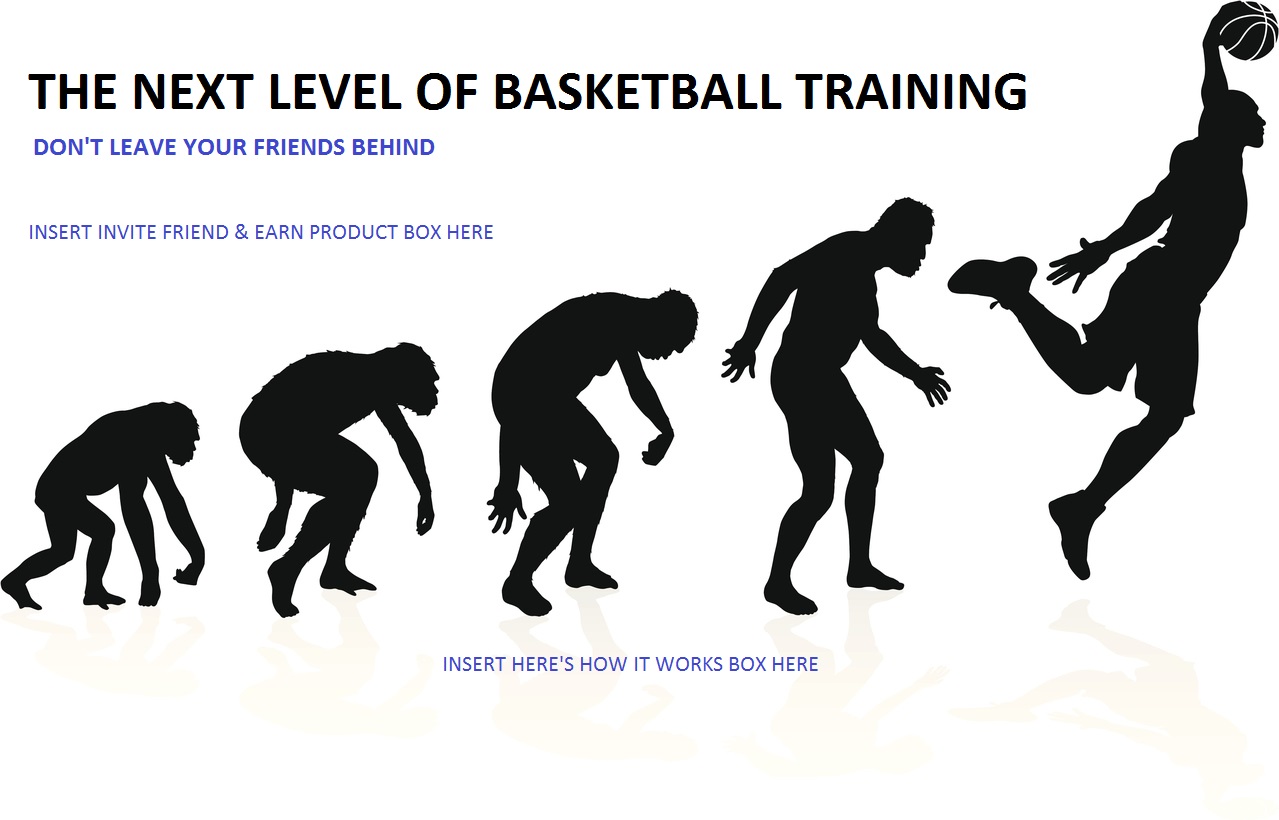 THE NEXT LEVEL OF BASKETBALL TRAINING
DON'T LEAVE YOUR FRIENDS BEHIND
INSERT INVITE FRIEND & EARN PRODUCT BOX HERE
INSERT HERE'S HOW IT WORKS BOX HERE